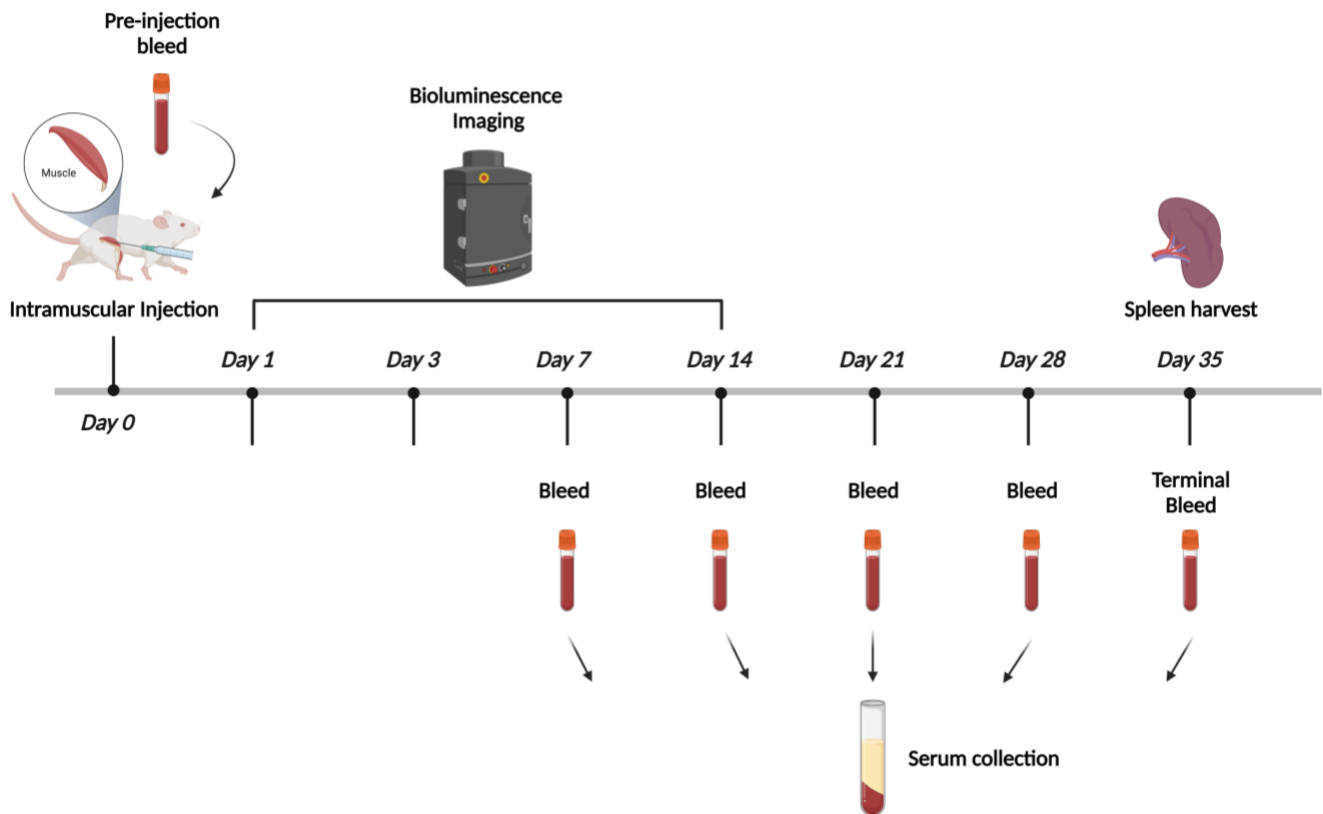 Pre-injection
bleed
Muscle
Bioluminescence
Imaging
Intramuscular Injection
Spleen harvest
Day 0
Day 1
Day 3
Day 7
Day 14
Day 21
Day 28
Day 35
Bleed
Bleed
Bleed
Bleed
Terminal
Bleed
Serum collection